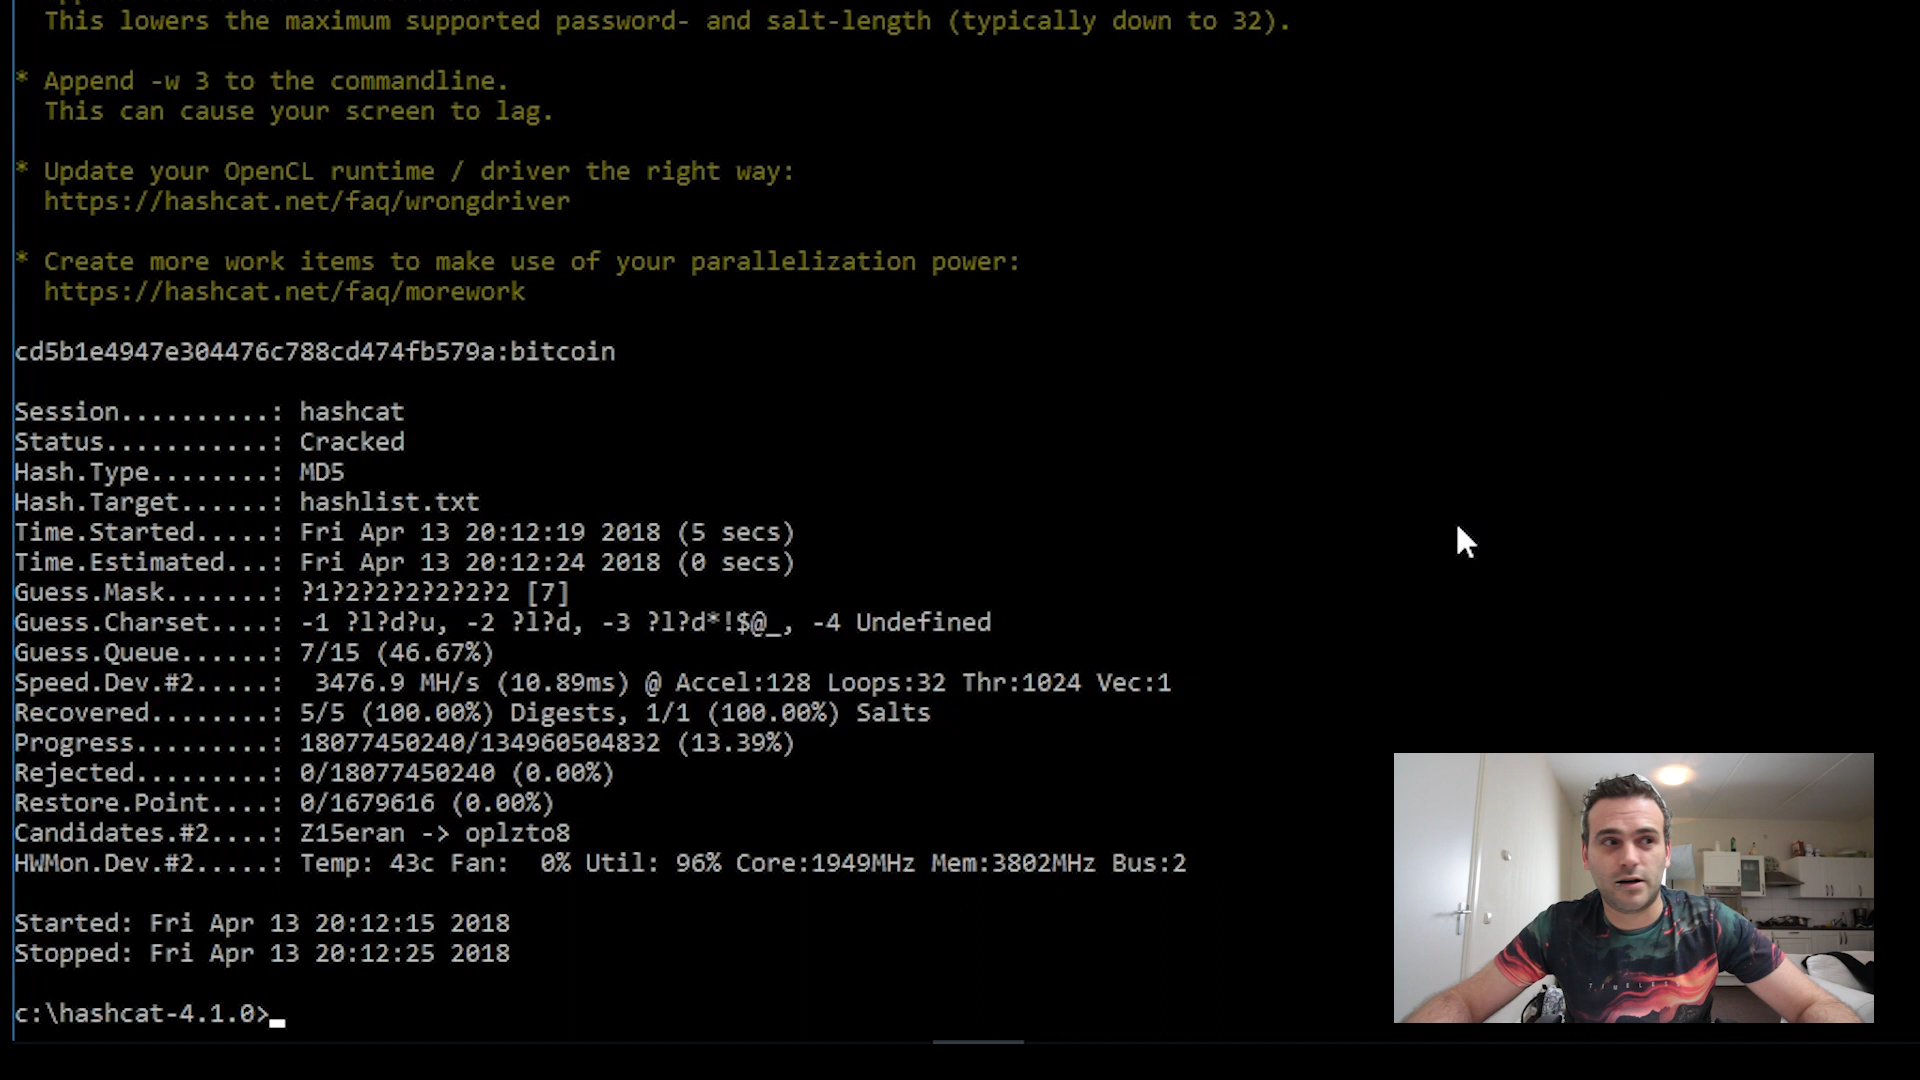 This lowers the maximum supported password- and salt-length (typically down to 32).
* Append -w 3 to the commandline.
This can cause your screen to lag.
* Update your OpenCL runtime / driver the right way:
https://hashcat.net/faq/wrongdriver
* Create more work items to make use of your parallelization power:
https://hashcat.net/faq/morework
cd5b1e4947e304476c788cd474fb579a:bitcoin
Session..........: hashcat
Status...........: Cracked
Hash.Type........: MD5
Hash.Target......: hashlist.txt
Time.Started.....: Fri Apr 13 20:12:19 2018 (5 secs)
Time.Estimated...: Fri Apr 13 20:12:24 2018 (0 secs)
Guess.Mask.......: ?1?2?2?2?2?2?2 [7]
Guess.Charset....: -1 ?l?d?u, -2 ?l?d, -3 ?l?d*!$@_, -4 Undefined
Guess.Queue......: 7/15 (46.67%)
Speed.Dev.#2.....:  3476.9 MH/s (10.89ms) @ Accel:128 Loops:32 Thr:1024 Vec:1
Recovered........: 5/5 (100.00%) Digests, 1/1 (100.00%) Salts
Progress.........: 18077450240/134960504832 (13.39%)
Rejected.........: 0/18077450240 (0.00%)
Restore.Point....: 0/1679616 (0.00%)
Candidates.#2....: Z15eran -> oplzto8
HWMon.Dev.#2.....: Temp: 43c Fan:  0% Util: 96% Core:1949MHz Mem:3802MHz Bus:2
Started: Fri Apr 13 20:12:15 2018
Stopped: Fri Apr 13 20:12:25 2018
c:\hashcat-4.1.0>_
TIMELESS